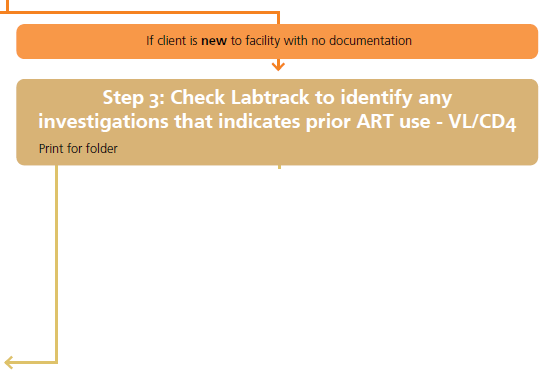 If client is new to facility with no documentation
Step 3: Check Labtrack to identify any
investigations that indicates prior ART use - VL/CD4
Print for folder